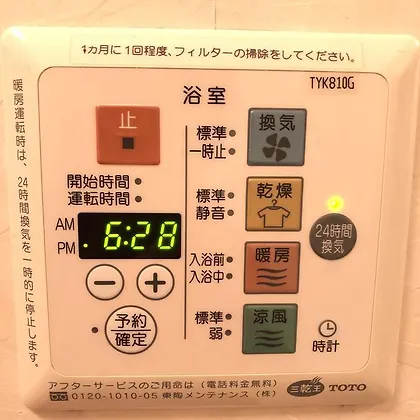 1ヵ月に1回程度、フィルターの掃除をしてください。
TYK810G
浴室
暖房運転時は、24時間換気を一時的に停止します。
止
標準
一時止
換気
開始時間
運転時間
標準
静音
乾燥
AM
PM
6:28
24時間
換気
入浴前
入浴中
暖房
− +
予約
確定
標準
弱
涼風
時計
アフターサービスのご用命は(電話料金無料)
0120-1010-05 東陶メンテナンス(株)
三乾王 TOTO